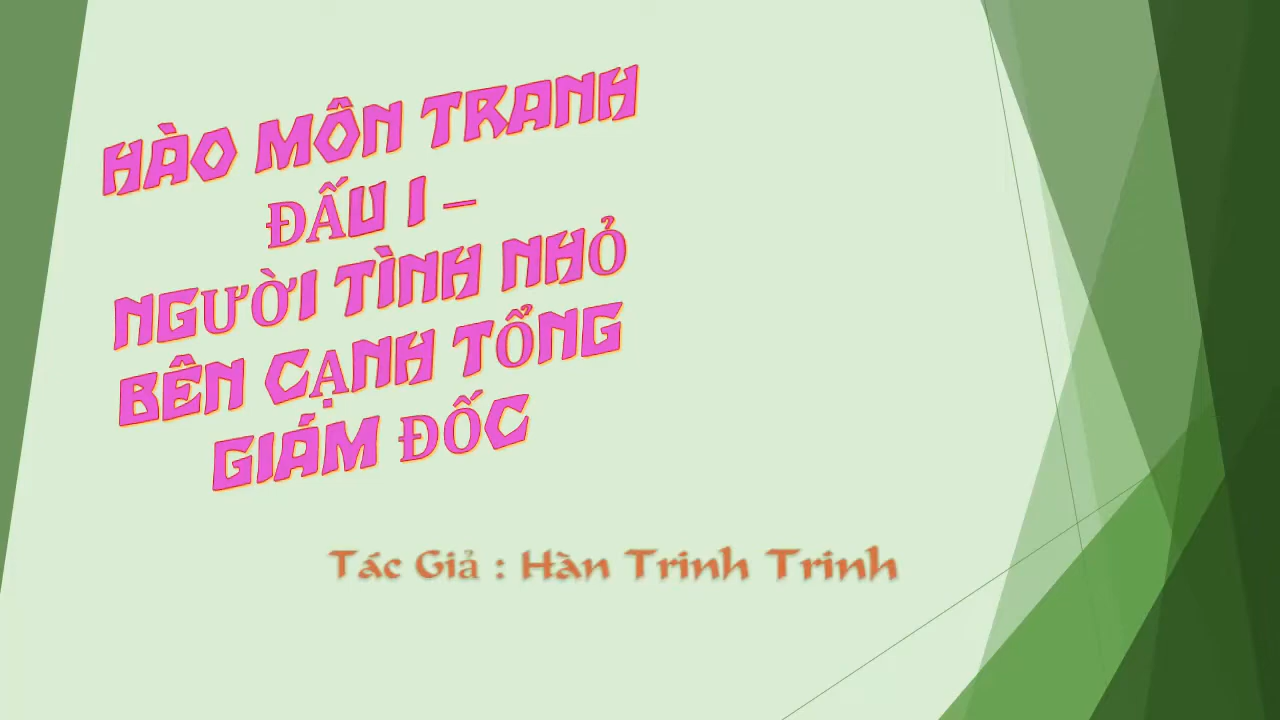 HÀO MÔN TRANH
ĐẤU I –
NGƯỜI TÌNH NHỎ
BÊN CẠNH TỔNG
GIÁM ĐỐC
Tác Giả : Hàn Trinh Trinh